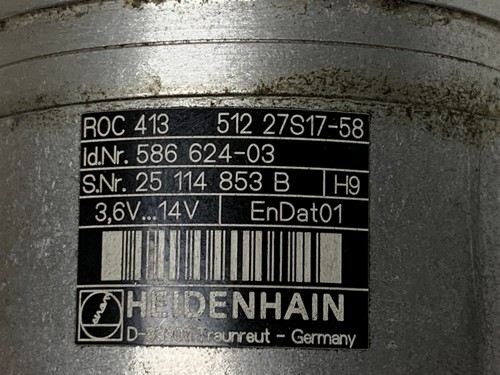 ROC 413 512 27S17-58
Id.Nr. 586 624-03
S.Nr. 25 114 853 B H9
3,6V...14V EnDat01
HEIDENHAIN
Traunreut - Germany